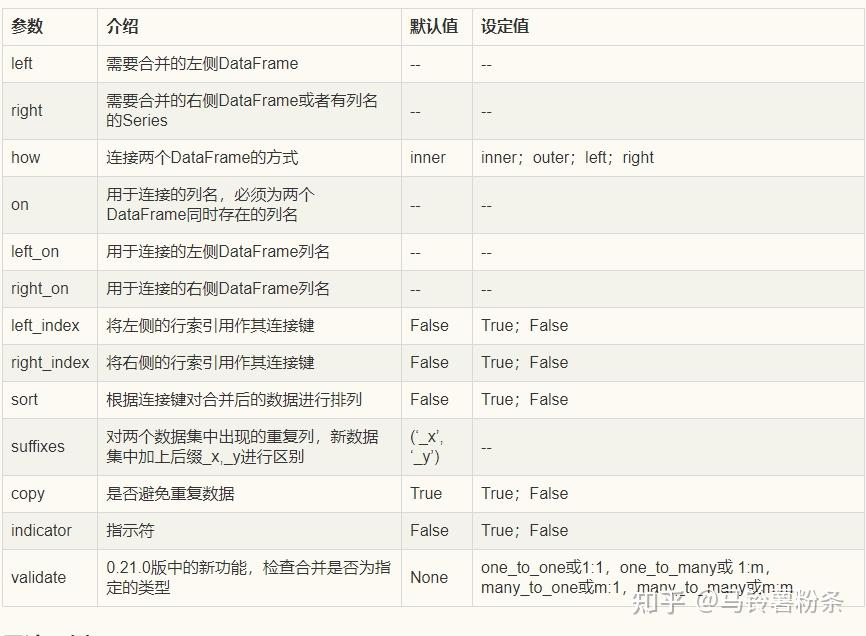 参数 介绍 默认值 设定值
left 需要合并的左侧DataFrame -- --
right 需要合并的右侧DataFrame或者有列名
的Series -- --
how 连接两个DataFrame的方式 inner inner；outer；left；right
on 用于连接的列名，必须为两个
DataFrame同时存在的列名 -- --
left_on 用于连接的左侧DataFrame列名 -- --
right_on 用于连接的右侧DataFrame列名 -- --
left_index 将左侧的行索引用作其连接键 False True；False
right_index 将右侧的行索引用作其连接键 False True；False
sort 根据连接键对合并后的数据进行排列 False True；False
suffixes 对两个数据集中出现的重复列，新数据
集中加上后缀_x,_y进行区别 (‘_x’,
‘_y’) --
copy 是否避免重复数据 True True；False
indicator 指示符 False True；False
validate 0.21.0版中的新功能，检查合并是否为指
定的类型 None one_to_one或1:1，one_to_many或 1:m，
many_to_one或m:1，many_to_many或m:m
知乎 @马铃薯粉条